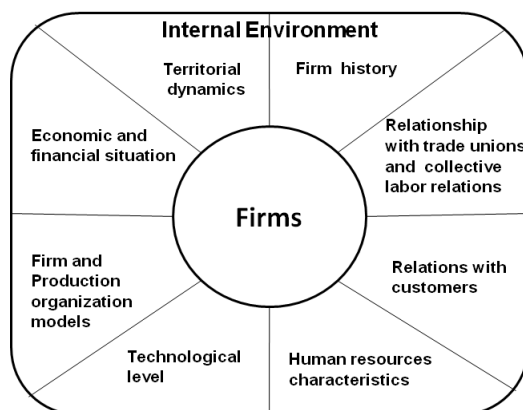 Internal Environment
Territorial
dynamics
Firm history
Economic and
financial situation
Relationship
with trade unions
and collective
labor relations
Firms
Firm and
Production
organization
models
Relations with
customers
Technological
level
Human resources
characteristics